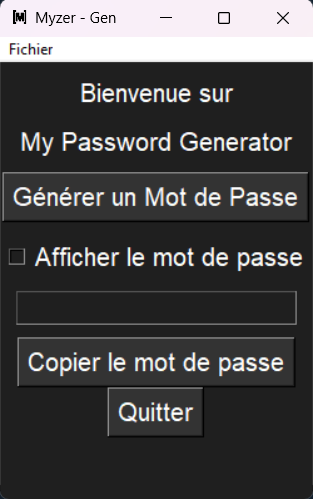 [M] Myzer - Gen
Fichier
Bienvenue sur
My Password Generator
Générer un Mot de Passe
Afficher le mot de passe
Copier le mot de passe
Quitter